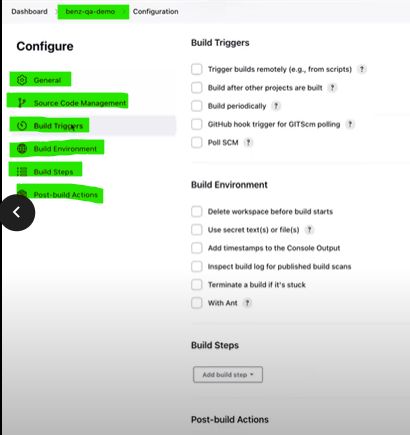 Dashboard
benz-qa-demo
Configuration
Configure
General
Source Code Management
Build Triggers
Build Environment
Build Steps
Post-build Actions
Build Triggers
Trigger builds remotely (e.g., from scripts) ?
Build after other projects are built ?
Build periodically ?
GitHub hook trigger for GITScm polling ?
Poll SCM ?
Build Environment
Delete workspace before build starts
Use secret text(s) or file(s) ?
Add timestamps to the Console Output
Inspect build log for published build scans
Terminate a build if it's stuck
With Ant ?
Build Steps
Add build step
Post-build Actions